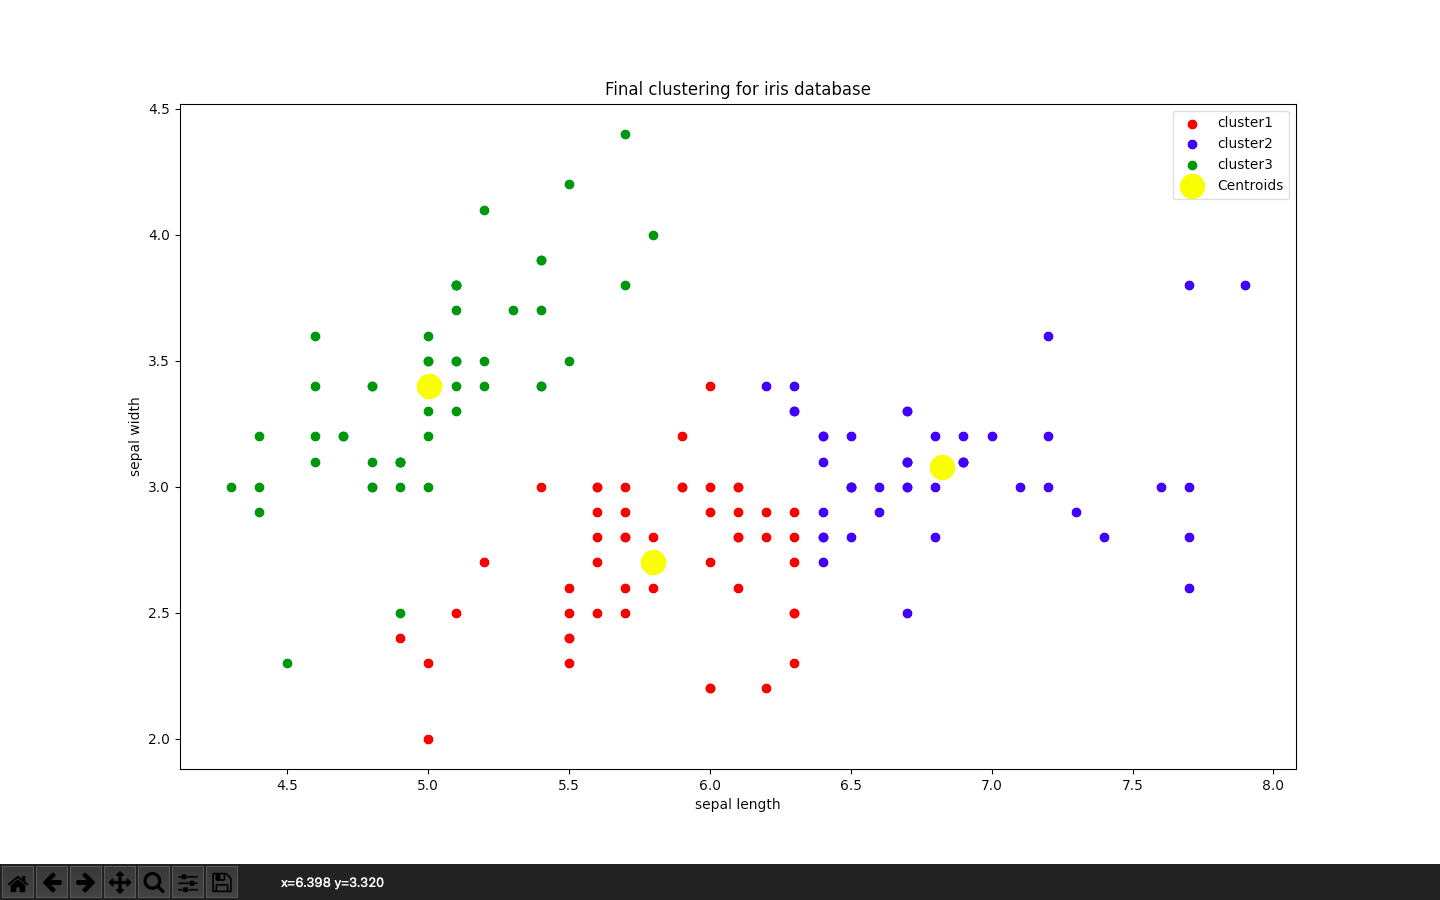 Final clustering for iris database
4.5
4.0
3.5
3.0
2.5
2.0
sepal width
cluster1
cluster2
cluster3
Centroids
4.5 5.0 5.5 6.0 6.5 7.0 7.5 8.0
sepal length
x=6.398 y=3.320